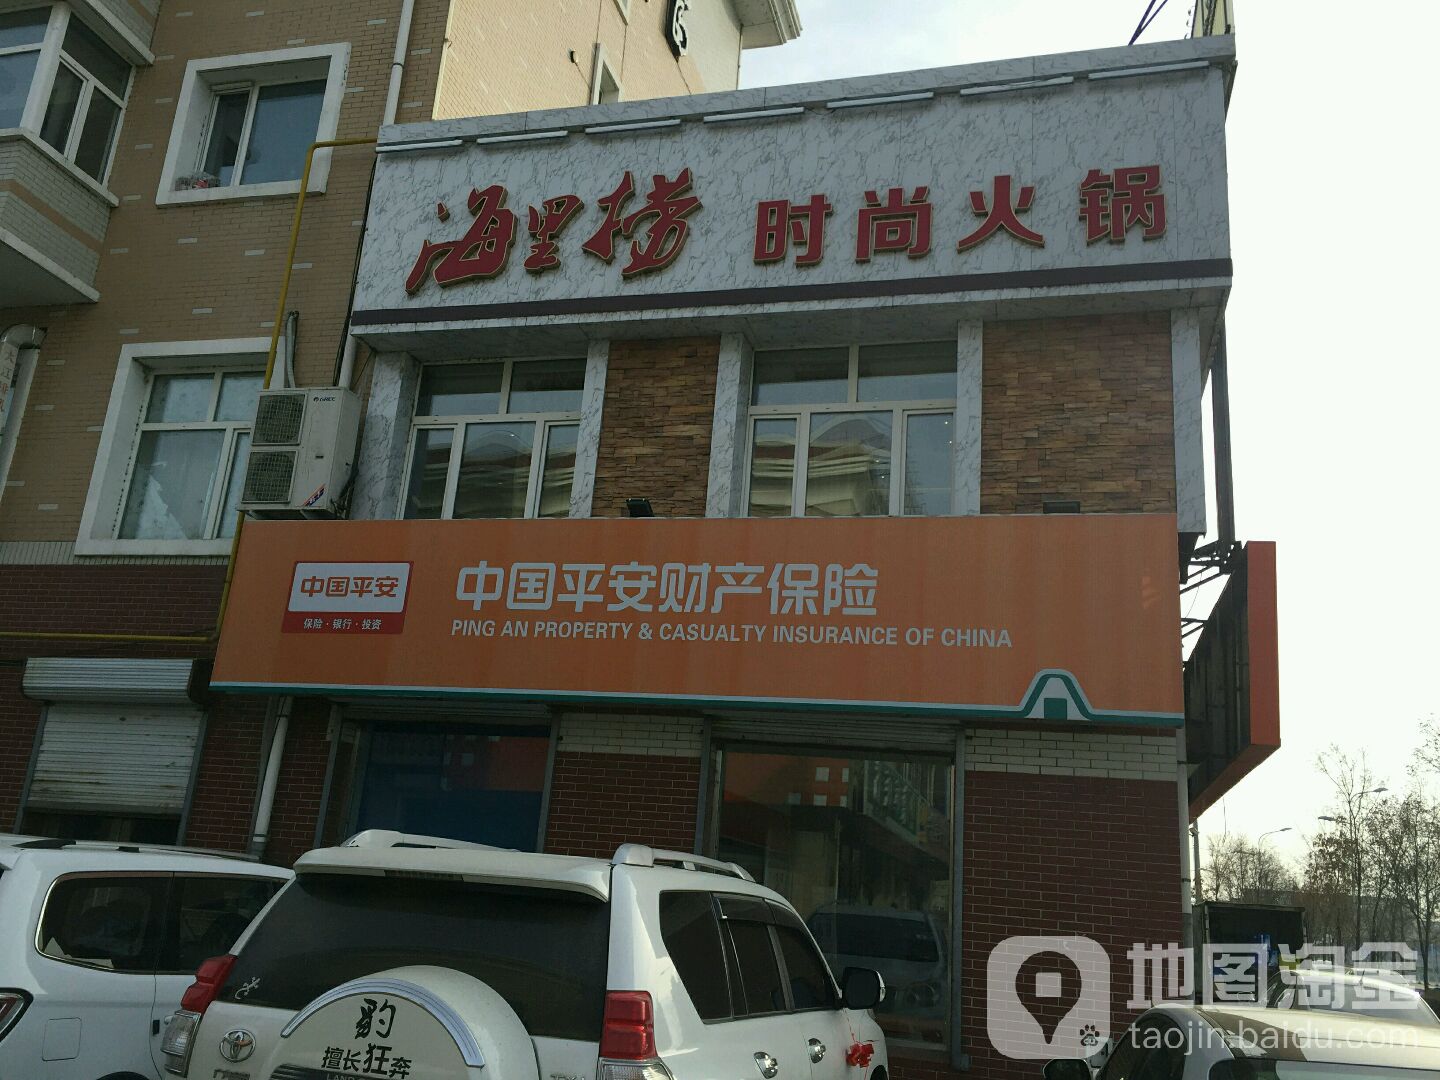 海里捞 时尚火锅
GREE
中国平安
保险·银行·投资
中国平安财产保险
PING AN PROPERTY & CASUALTY INSURANCE OF CHINA
豹
擅长狂奔
地图淘金
taojin.baidu.com